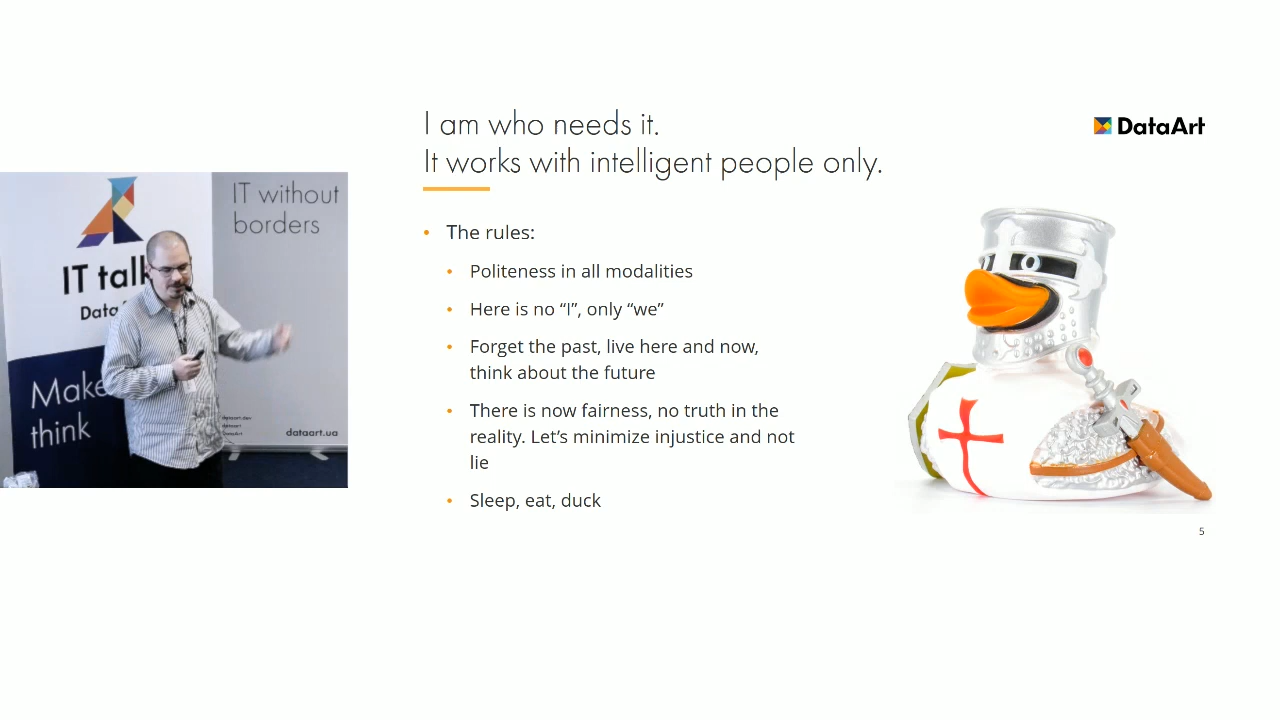 I am who needs it.
It works with intelligent people only.
DataArt
The rules:
Politeness in all modalities
Here is no “I”, only “we”
Forget the past, live here and now,
think about the future
There is now fairness, no truth in the
reality. Let’s minimize injustice and not
lie
Sleep, eat, duck
5
IT without
borders
IT talk
Data
Make
think
dataart.ua